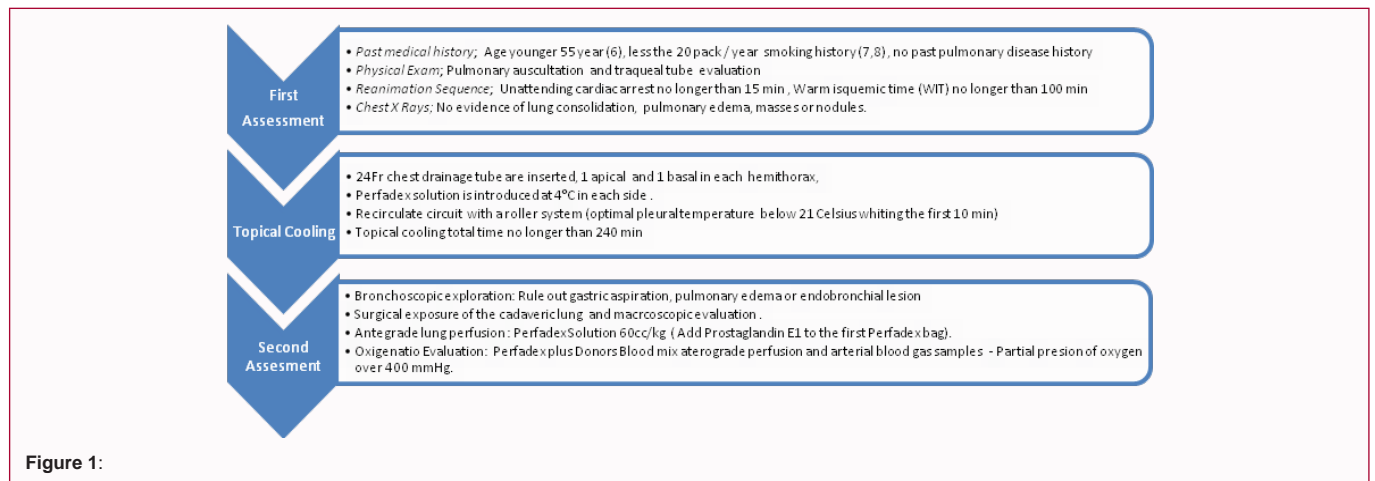 First
Assessment
• Past medical history; Age younger 55 year (6), less the 20 pack / year smoking history (7,8), no past pulmonary disease history
• Physical Exam; Pulmonary auscultation and traqueal tube evaluation
• Reanimation Sequence; Unattending cardiac arrest no longer than 15 min , Warm isquemic time (WIT) no longer than 100 min
• Chest X Rays; No evidence of lung consolidation, pulmonary edema, masses or nodules.
Topical Cooling
• 24Fr chest drainage tube are inserted, 1 apical and 1 basal in each hemithorax,
• Perfadex solution is introduced at 4°C in each side .
• Recirculate circuit with a roller system (optimal pleural temperature below 21 Celsius whiting the first 10 min)
• Topical cooling total time no longer than 240 min
Second
Assesment
• Bronchoscopic exploration: Rule out gastric aspiration, pulmonary edema or endobronchial lesion
• Surgical exposure of the cadaveric lung and macrcoscopic evaluation .
• Antegrade lung perfusion : Perfadex Solution 60cc/kg ( Add Prostaglandin E1 to the first Perfadex bag).
• Oxigenatio Evaluation: Perfadex plus Donors Blood mix aterograde perfusion and arterial blood gas samples - Partial presion of oxygen
over 400 mmHg.
Figure 1: